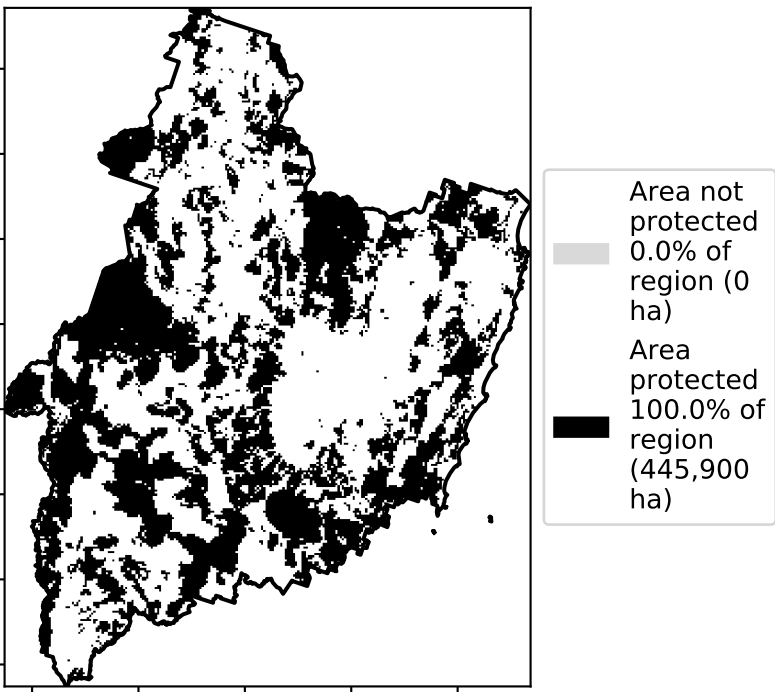 Area not
protected
0.0% of
region (0
ha)
Area
protected
100.0% of
region
(445,900
ha)